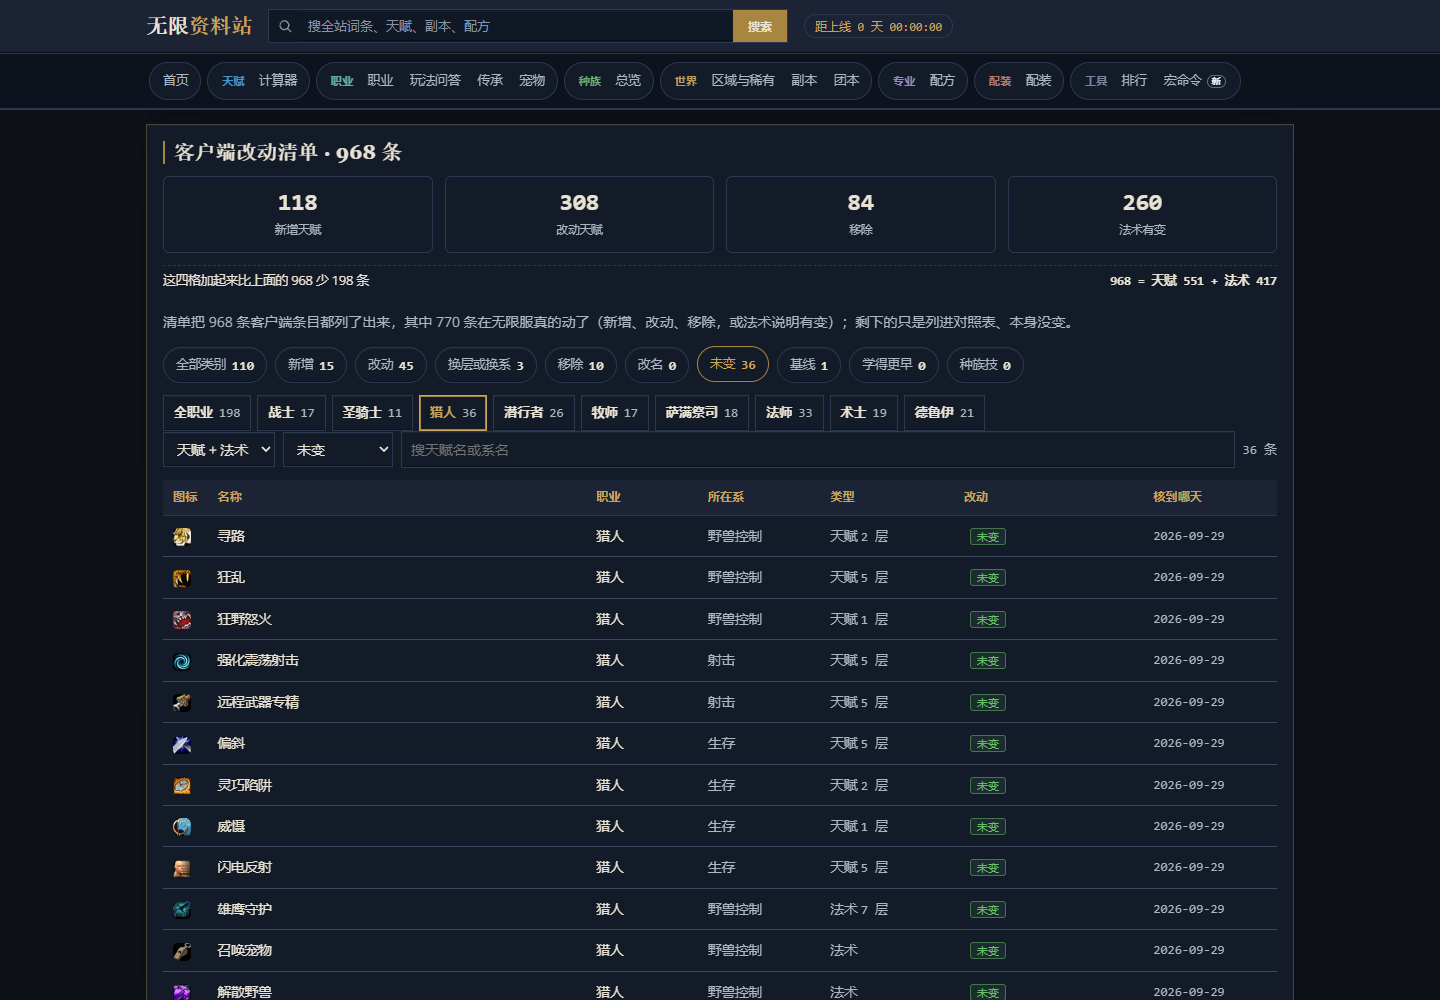 无限资料站
搜全站词条、天赋、副本、配方
搜索
距上线 0 天 00:00:00
首页 天赋 计算器 职业 职业 玩法问答 传承 宠物 种族 总览 世界 区域与稀有 副本 团本 专业 配方 配装 配装 工具 排行 宏命令 新
客户端改动清单 · 968 条
118 308 84 260
新增天赋 改动天赋 移除 法术有变
这四格加起来比上面的 968 少 198 条 968 = 天赋 551 + 法术 417
清单把 968 条客户端条目都列了出来，其中 770 条在无限服真的动了（新增、改动、移除，或法术说明有变）；剩下的只是列进对照表、本身没变。
全部类别 110 新增 15 改动 45 换层或换系 3 移除 10 改名 0 未变 36 基线 1 学得更早 0 种族技 0
全职业 198 战士 17 圣骑士 11 猎人 36 潜行者 26 牧师 17 萨满祭司 18 法师 33 术士 19 德鲁伊 21
天赋 + 法术 未变 搜天赋名或系名 36 条
图标 名称 职业 所在系 类型 改动 核到哪天
寻路 猎人 野兽控制 天赋 2 层 未变 2026-09-29
狂乱 猎人 野兽控制 天赋 5 层 未变 2026-09-29
狂野怒火 猎人 野兽控制 天赋 1 层 未变 2026-09-29
强化震荡射击 猎人 射击 天赋 5 层 未变 2026-09-29
远程武器专精 猎人 射击 天赋 5 层 未变 2026-09-29
偏斜 猎人 生存 天赋 5 层 未变 2026-09-29
灵巧陷阱 猎人 生存 天赋 2 层 未变 2026-09-29
威慑 猎人 生存 天赋 1 层 未变 2026-09-29
闪电反射 猎人 生存 天赋 5 层 未变 2026-09-29
雄鹰守护 猎人 野兽控制 法术 7 层 未变 2026-09-29
召唤宠物 猎人 野兽控制 法术 未变 2026-09-29
解散野兽 猎人 野兽控制 法术 未变 2026-09-29